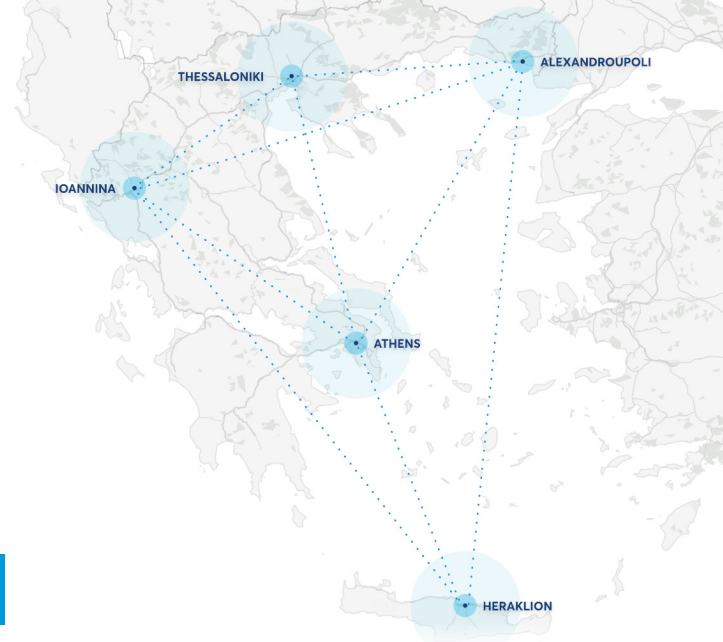 ALEXANDROUPOLI
THESSALONIKI
IOANNINA
ATHENS
HERAKLION